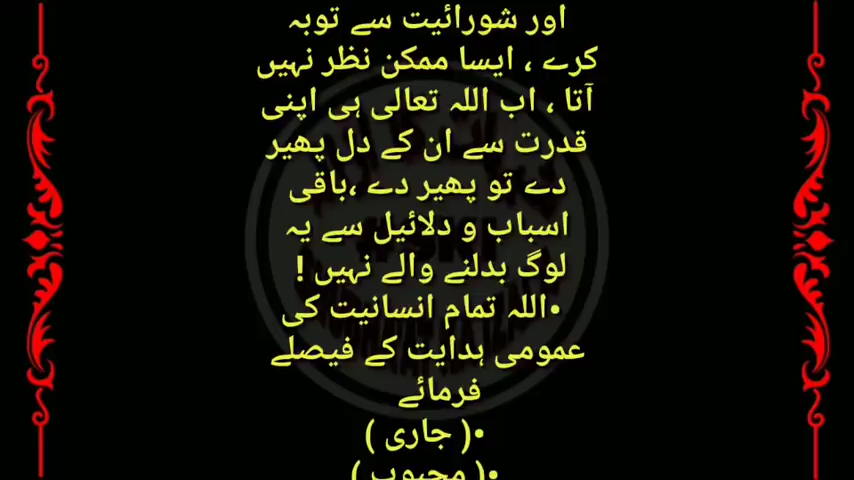 اور شورائیت سے توبہ
کرے ، ایسا ممکن نظر نہیں
آتا ، اب اللہ تعالی ہی اپنی
قدرت سے ان کے دل پھیر
دے تو پھیر دے ،باقی
اسباب و دلائیل سے یہ
لوگ بدلنے والے نہیں !
•اللہ تمام انسانیت کی
عمومی ہدایت کے فیصلے
فرمائے
•( جاری )
•( محبوب )